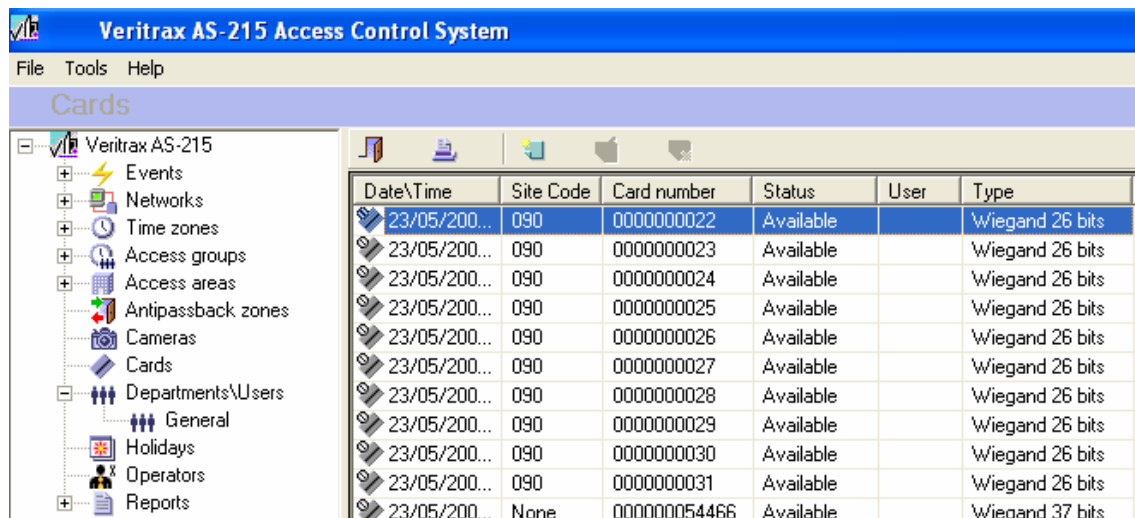 Veritrax AS-215 Access Control System
File Tools Help
Cards
Veritrax AS-215
Events
Networks
Time zones
Access groups
Access areas
Antipassback zones
Cameras
Cards
Departments\Users
General
Holidays
Operators
Reports
Date\Time Site Code Card number Status User Type
23/05/200... 090 0000000022 Available Wiegand 26 bits
23/05/200... 090 0000000023 Available Wiegand 26 bits
23/05/200... 090 0000000024 Available Wiegand 26 bits
23/05/200... 090 0000000025 Available Wiegand 26 bits
23/05/200... 090 0000000026 Available Wiegand 26 bits
23/05/200... 090 0000000027 Available Wiegand 26 bits
23/05/200... 090 0000000028 Available Wiegand 26 bits
23/05/200... 090 0000000029 Available Wiegand 26 bits
23/05/200... 090 0000000030 Available Wiegand 26 bits
23/05/200... 090 0000000031 Available Wiegand 26 bits
23/05/200... None 000000054466 Available Wiegand 37 bits